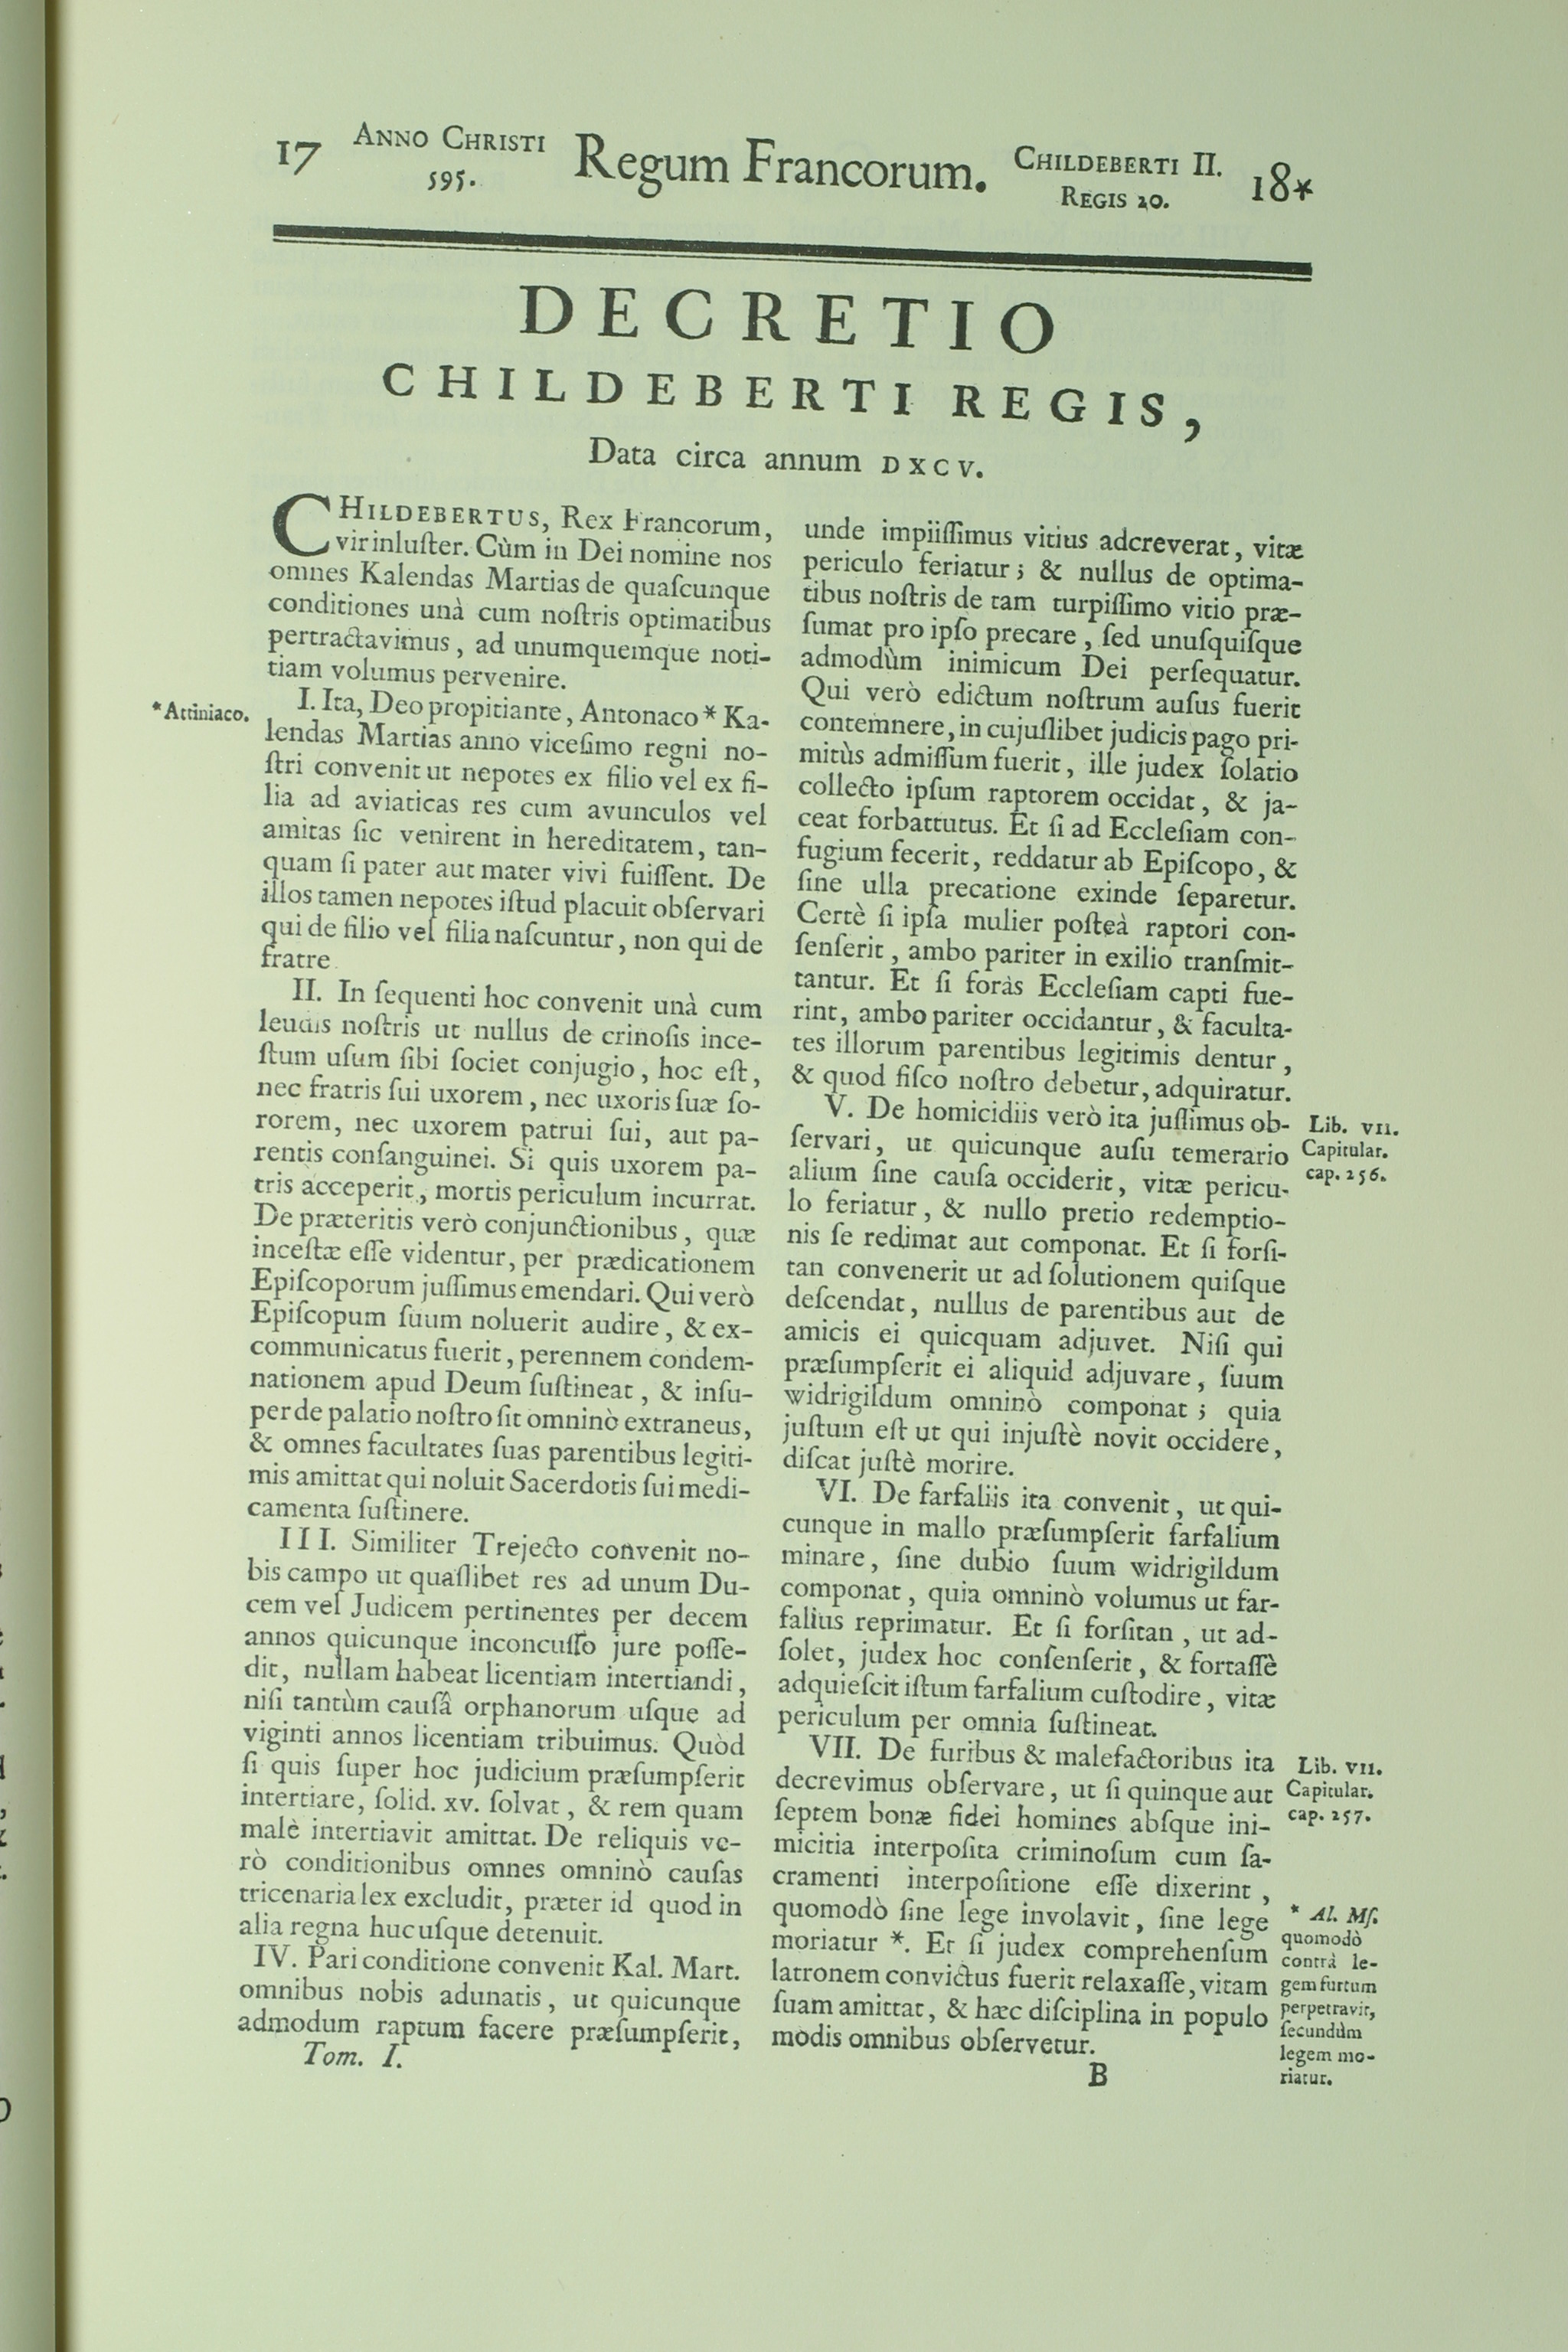 17 ANNO CHRISTI 595. Regum Francorum. CHILDEBERTI II. REGIS 20. 18*
DECRETIO
CHILDEBERTI REGIS,
Data circa annum DXCV.
CHILDEBERTUS, Rex Francorum,
vir inluſter. Cùm in Dei nomine nos
omnes Kalendas Martias de quaſcunque
conditiones unà cum noſtris optimatibus
pertractavimus, ad unumquemque noti-
tiam volumus pervenire.
I. Ita, Deo propitiante, Antonaco * Ka-
*Attiniaco.
lendas Martias anno viceſimo regni no-
ſtri convenit ut nepotes ex filio vel ex fi-
lia ad aviaticas res cum avunculos vel
amitas ſic venirent in hereditatem, tan-
quam ſi pater aut mater vivi fuiſſent. De
illos tamen nepotes iſtud placuit obſervari
qui de filio vel filia naſcuntur, non qui de
fratre.
II. In ſequenti hoc convenit unà cum
leudis noſtris ut nullus de crinoſis ince-
ſtum uſum ſibi ſociet conjugio, hoc eſt,
nec fratris ſui uxorem, nec uxoris ſuæ ſo-
rorem, nec uxorem patrui ſui, aut pa-
rentis conſanguinei. Si quis uxorem pa-
tris acceperit, mortis periculum incurrat.
De præteritis verò conjunctionibus, quæ
inceſtæ eſſe videntur, per prædicationem
Epiſcoporum juſſimus emendari. Qui verò
Epiſcopum ſuum noluerit audire, & ex-
communicatus fuerit, perennem condem-
nationem apud Deum ſuſtineat, & inſu-
per de palatio noſtro ſit omninò extraneus,
& omnes facultates ſuas parentibus legiti-
mis amittat qui noluit Sacerdotis ſui medi-
camenta ſuſtinere.
III. Similiter Trejecto convenit no-
bis campo ut quaſlibet res ad unum Du-
cem vel Judicem pertinentes per decem
annos quicunque inconcuſſo jure poſſe-
dit, nullam habeat licentiam intertiandi,
niſi tantùm cauſâ orphanorum uſque ad
viginti annos licentiam tribuimus. Quòd
ſi quis ſuper hoc judicium præſumpſerit
intertiare, ſolid. xv. ſolvat, & rem quam
malè intertiavit amittat. De reliquis ve-
rò conditionibus omnes omninò cauſas
tricenaria lex excludit, præter id quod in
alia regna hucuſque detenuit.
IV. Pari conditione convenit Kal. Mart.
omnibus nobis adunatis, ut quicunque
admodum raptum facere præſumpſerit,
Tom. I.
unde impiiſſimus vitius adcreverat, vitæ
periculo feriatur; & nullus de optima-
tibus noſtris de tam turpiſſimo vitio præ-
ſumat pro ipſo precare, ſed unuſquiſque
admodùm inimicum Dei perſequatur.
Qui verò edictum noſtrum auſus fuerit
contemnere, in cujuſlibet judicis pago pri-
mitùs admiſſum fuerit, ille judex ſolatio
collecto ipſum raptorem occidat, & ja-
ceat forbattutus. Et ſi ad Eccleſiam con-
fugium fecerit, reddatur ab Epiſcopo, &
ſine ulla precatione exinde ſeparetur.
Certè ſi ipſa mulier poſteà raptori con-
ſenſerit, ambo pariter in exilio tranſmit-
tantur. Et ſi foràs Eccleſiam capti fue-
rint, ambo pariter occidantur, & faculta-
tes illorum parentibus legitimis dentur,
& quod fiſco noſtro debetur, adquiratur.
V. De homicidiis verò ita juſſimus ob-
ſervari, ut quicunque auſu temerario
alium ſine cauſa occiderit, vitæ pericu-
lo feriatur, & nullo pretio redemptio-
nis ſe redimat aut componat. Et ſi forſi-
tan convenerit ut ad ſolutionem quiſque
deſcendat, nullus de parentibus aut de
amicis ei quicquam adjuvet. Niſi qui
præſumpſerit ei aliquid adjuvare, ſuum
widrigildum omninò componat; quia
juſtum eſt ut qui injuſtè novit occidere,
diſcat juſtè morire.
Lib. VII.
Capitular.
cap. 256.
VI. De farfaliis ita convenit, ut qui-
cunque in mallo præſumpſerit farfalium
minare, ſine dubio ſuum widrigildum
componat, quia omninò volumus ut far-
falius reprimatur. Et ſi forſitan, ut ad-
ſolet, judex hoc conſenſerit, & fortaſſè
adquieſcit iſtum farfalium cuſtodire, vitæ
periculum per omnia ſuſtineat.
VII. De furibus & malefactoribus ita
decrevimus obſervare, ut ſi quinque aut
ſeptem bonæ fidei homines abſque ini-
micitia interpoſita criminoſum cum ſa-
cramenti interpoſitione eſſe dixerint,
quomodò ſine lege involavit, ſine lege
moriatur *. Et ſi judex comprehenſum
latronem convictus fuerit relaxaſſe, vitam
ſuam amittat, & hæc diſciplina in populo
modis omnibus obſervetur.
Lib. VII.
Capitular.
cap. 257.
* Al. Mſ.
quomodò
contrà le-
gem furtum
perpetravit,
ſecundùm
legem mo-
riatur.
B